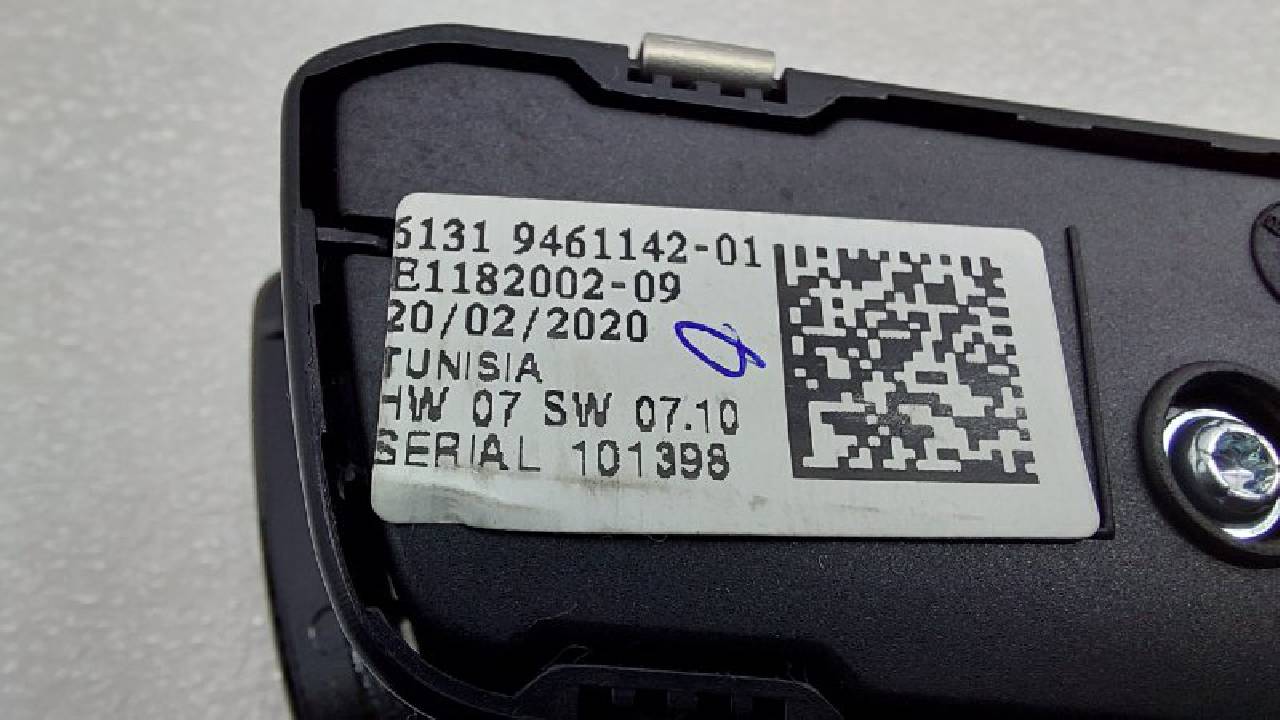 6131 9461142-01
E1182002-09
20/02/2020
TUNISIA
HW 07 SW 07.10
SERIAL 101398